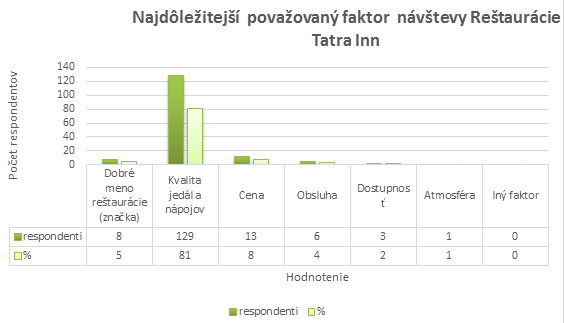 Najdôležitejší považovaný faktor návštevy Reštaurácie
Tatra Inn
Počet respondentov
140
120
100
80
60
40
20
0
Dobré
meno
reštaurácie
(značka)
Kvalita
jedál a
nápojov
Cena
Obsluha
Dostupnos
ť
Atmosféra
Iný faktor
respondenti 8 129 13 6 3 1 0
% 5 81 8 4 2 1 0
Hodnotenie
respondenti %